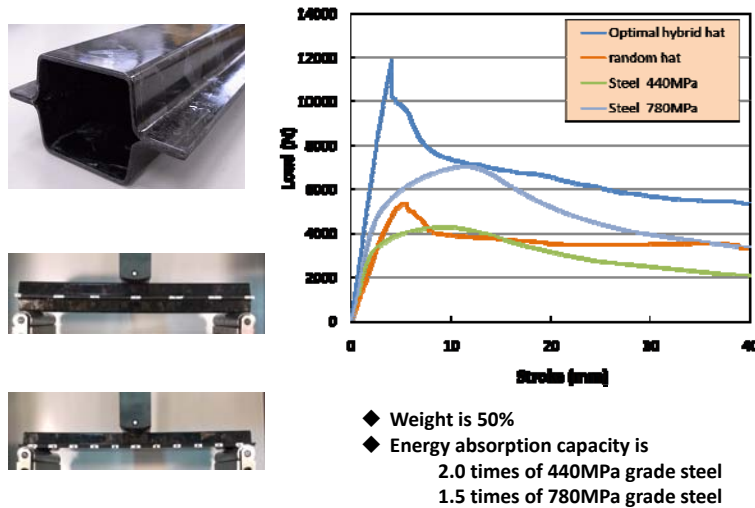 Load (N)
14000
12000
10000
8000
6000
4000
2000
0
Optimal hybrid hat
random hat
Steel 440MPa
Steel 780MPa
0 10 20 30 40
Stroke (mm)
◆ Weight is 50%
◆ Energy absorption capacity is
2.0 times of 440MPa grade steel
1.5 times of 780MPa grade steel